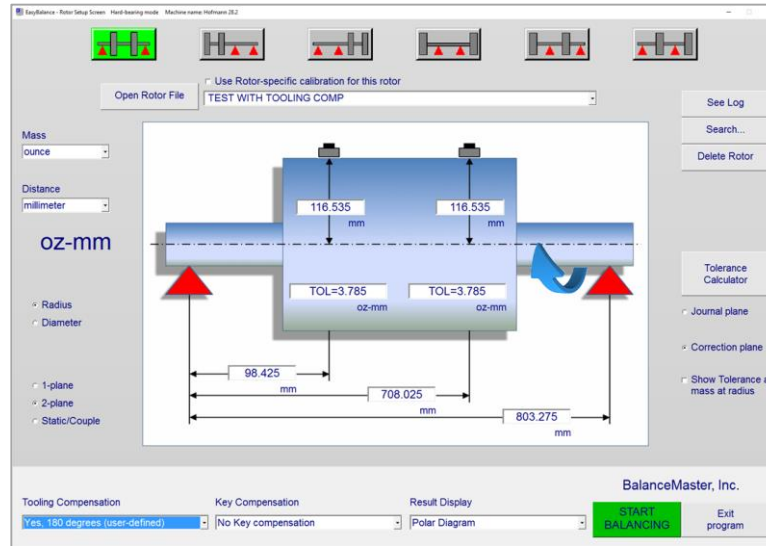 EasyBalance - Rotor Setup Screen Hard-bearing mode Machine name: Hofmann 28.2
Use Rotor-specific calibration for this rotor
Open Rotor File
TEST WITH TOOLING COMP
See Log
Search...
Delete Rotor
Mass
ounce
Distance
millimeter
oz-mm
116.535
mm
116.535
mm
TOL=3.785
oz-mm
TOL=3.785
oz-mm
Tolerance
Calculator
Radius
Diameter
Journal plane
Correction plane
Show Tolerance a
mass at radius
1-plane
2-plane
Static/Couple
98.425
mm
708.025
mm
803.275
mm
BalanceMaster, Inc.
Tooling Compensation
Yes, 180 degrees (user-defined)
Key Compensation
No Key compensation
Result Display
Polar Diagram
START
BALANCING
Exit
program